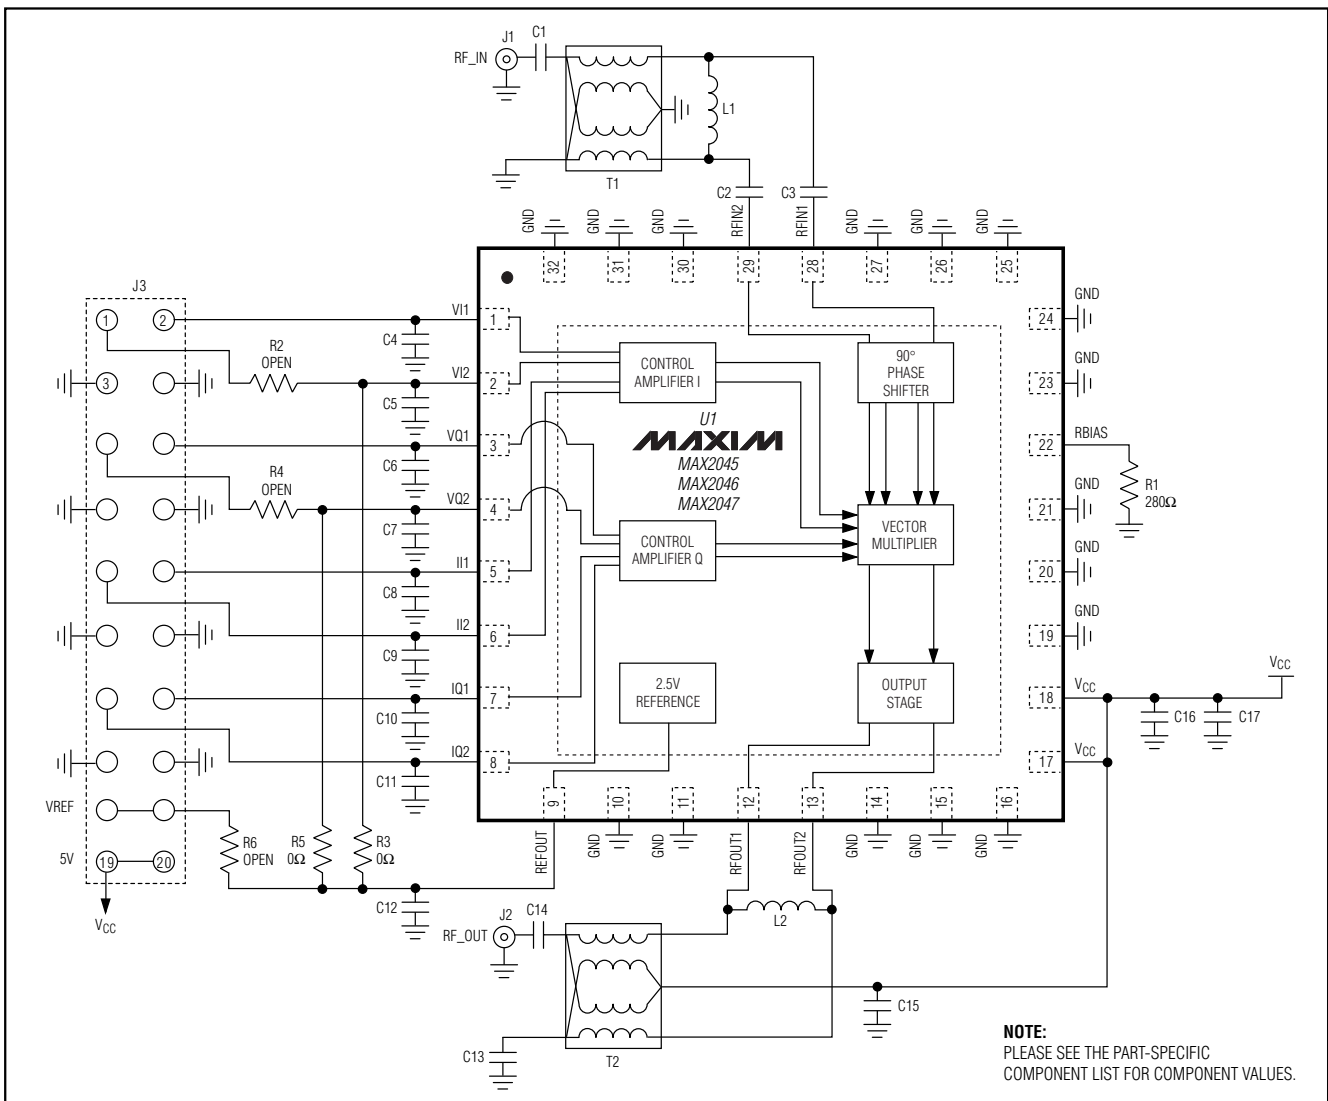 J1
C1
RF_IN
L1
T1
C2
C3
RFIN2
RFIN1
GND
GND
GND
GND
GND
GND
32
31
30
29
28
27
26
25
J3
1
2
3
R2
OPEN
R4
OPEN
VI1
C4
VI2
C5
VQ1
C6
VQ2
C7
II1
C8
II2
C9
IQ1
C10
IQ2
C11
1
2
3
4
5
6
7
8
CONTROL
AMPLIFIER I
90°
PHASE
SHIFTER
U1
MAXIM
MAX2045
MAX2046
MAX2047
CONTROL
AMPLIFIER Q
VECTOR
MULTIPLIER
2.5V
REFERENCE
OUTPUT
STAGE
24
GND
23
GND
22
RBIAS
R1
280Ω
21
GND
20
GND
19
GND
18
VCC
17
VCC
VCC
C16
C17
VREF
5V
19
20
VCC
R6
OPEN
R5
0Ω
R3
0Ω
C12
9
10
11
12
13
14
15
16
REFOUT
GND
GND
RFOUT1
RFOUT2
GND
GND
GND
L2
J2
C14
RF_OUT
C13
T2
C15
NOTE:
PLEASE SEE THE PART-SPECIFIC
COMPONENT LIST FOR COMPONENT VALUES.